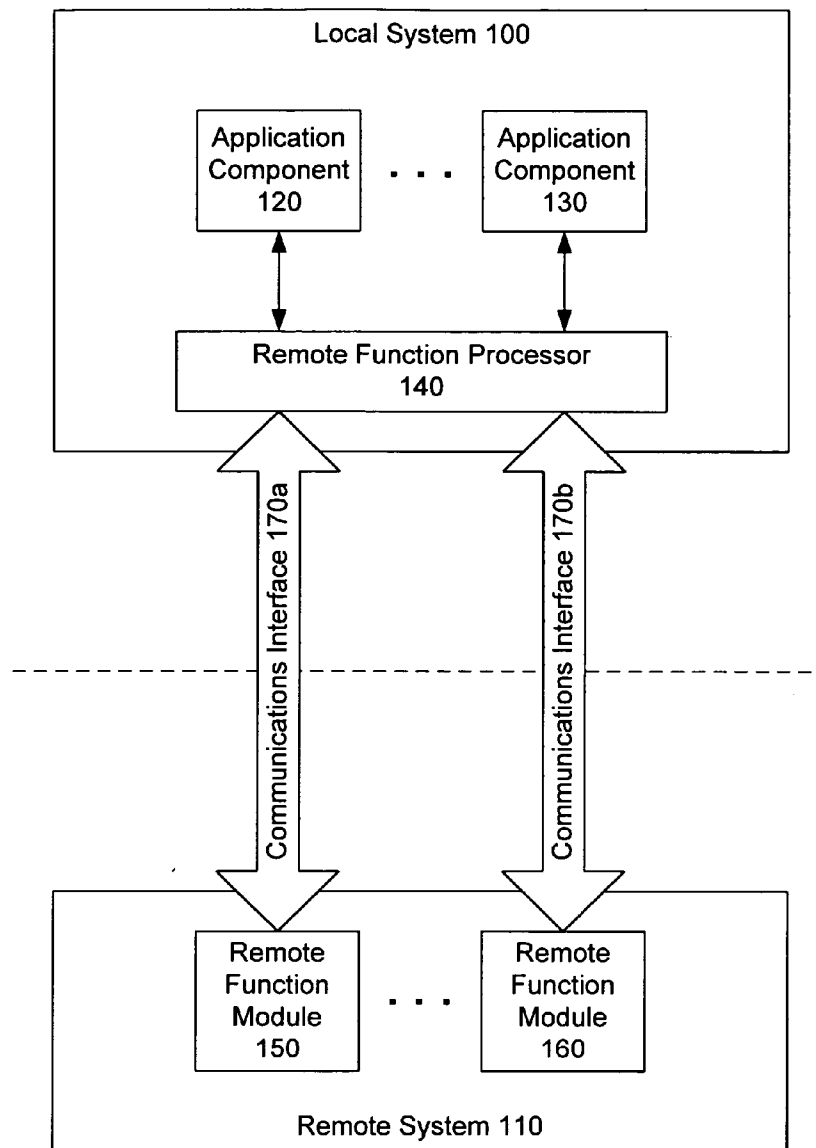 Local System 100
Application
Component
120
. . .
Application
Component
130
Remote Function Processor
140
Communications Interface 170a
Communications Interface 170b
Remote
Function
Module
150
. . .
Remote
Function
Module
160
Remote System 110